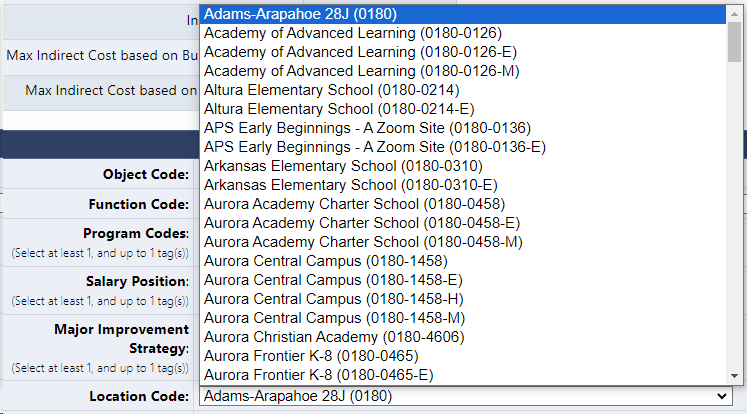 In
Max Indirect Cost based on Bu
Max Indirect Cost based on
Object Code:
Function Code:
Program Codes:
(Select at least 1, and up to 1 tag(s))
Salary Position:
(Select at least 1, and up to 1 tag(s))
Major Improvement
Strategy:
(Select at least 1, and up to 1 tag(s))
Location Code:
Adams-Arapahoe 28J (0180)
Academy of Advanced Learning (0180-0126)
Academy of Advanced Learning (0180-0126-E)
Academy of Advanced Learning (0180-0126-M)
Altura Elementary School (0180-0214)
Altura Elementary School (0180-0214-E)
APS Early Beginnings - A Zoom Site (0180-0136)
APS Early Beginnings - A Zoom Site (0180-0136-E)
Arkansas Elementary School (0180-0310)
Arkansas Elementary School (0180-0310-E)
Aurora Academy Charter School (0180-0458)
Aurora Academy Charter School (0180-0458-E)
Aurora Academy Charter School (0180-0458-M)
Aurora Central Campus (0180-1458)
Aurora Central Campus (0180-1458-E)
Aurora Central Campus (0180-1458-H)
Aurora Central Campus (0180-1458-M)
Aurora Christian Academy (0180-4606)
Aurora Frontier K-8 (0180-0465)
Aurora Frontier K-8 (0180-0465-E)
Adams-Arapahoe 28J (0180)